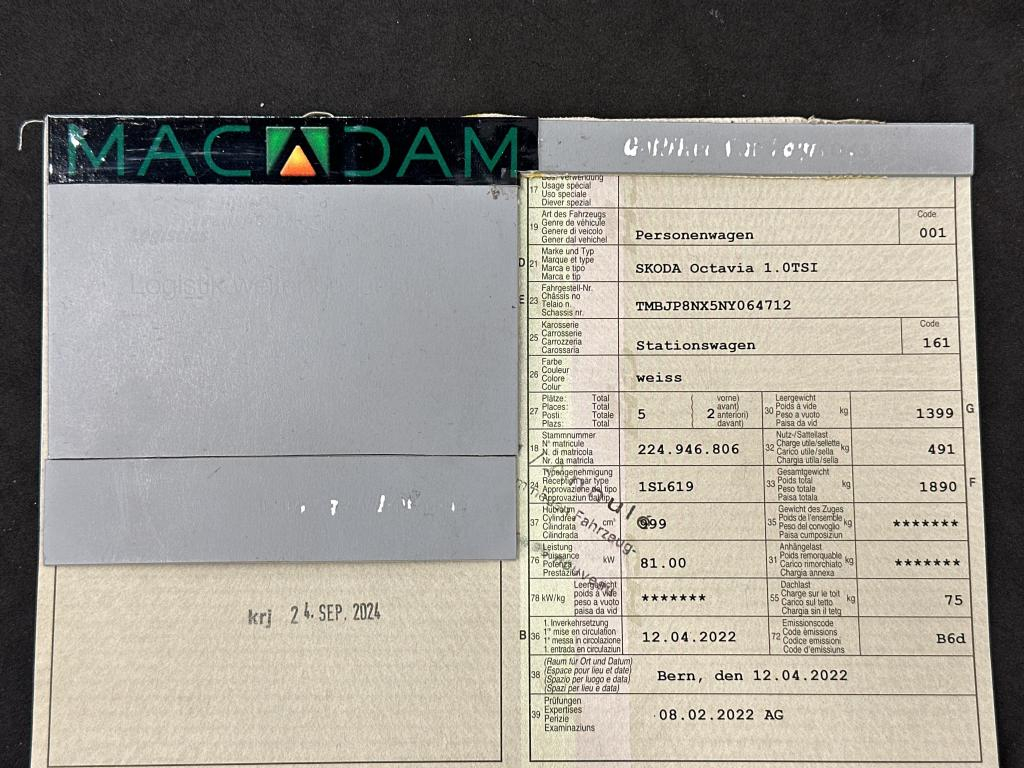 MACADAM
17 Bes. Verwendung
Usage spécial
Uso speciale
Diever spezial
19 Art des Fahrzeugs
Genre de véhicule
Genere di veicolo
Gener dal vehichel
Personenwagen
Code
001
D 21 Marke und Typ
Marque et type
Marca e tipo
Marca e tip
SKODA Octavia 1.0TSI
E 23 Fahrgestell-Nr.
Châssis no
Telaio n.
Schassis nr.
TMBJP8NX5NY064712
25 Karosserie
Carrosserie
Carrozzeria
Carossaria
Stationswagen
Code
161
26 Farbe
Couleur
Colore
Colur
weiss
27 Plätze: Total
Places: Total
Posti: Totale
Plazs: Total
5
2
vorne)
avant)
anteriori)
davant)
30 Leergewicht
Poids à vide
Peso a vuoto
Paisa da vid
kg
1399
G
18 Stammnummer
N° matricule
N. di matricola
Nr. da matricla
224.946.806
32 Nutz-/Sattellast
Charge utile/sellette
Carico utile/sella
Chargia utila/sella
kg
491
24 Typengenehmigung
Réception par type
Approvazione del tipo
Approvaziun dal tip
1SL619
33 Gesamtgewicht
Poids total
Peso totale
Paisa totala
kg
1890
F
37 Hubraum
Cylindrée
Cilindrata
Cilindrada
cm³
999
35 Gewicht des Zuges
Poids de l'ensemble
Peso del convoglio
Paisa cumposiziun
kg
*******
76 Leistung
Puissance
Potenza
Prestaziun
kW
81.00
31 Anhängelast
Poids remorquable
Carico rimorchiato
Chargia annexa
kg
*******
78 kW/kg
Leergewicht
poids à vide
peso a vuoto
paisa da vid
*******
55 Dachlast
Charge sur le toit
Carico sul tetto
Chargia sin il tetg
kg
75
B 36 1. Inverkehrsetzung
1re mise en circulation
1a messa in circolazione
1. entrada en circulaziun
12.04.2022
72 Emissionscode
Code émissions
Codice emissioni
Code d'emissiuns
B6d
38 (Raum für Ort und Datum)
(Espace pour lieu et date)
(Spazio per luogo e data)
(Spazi per lieu e data)
Bern, den 12.04.2022
39 Prüfungen
Expertises
Perizie
Examinaziuns
08.02.2022 AG
krj 24. SEP. 2024